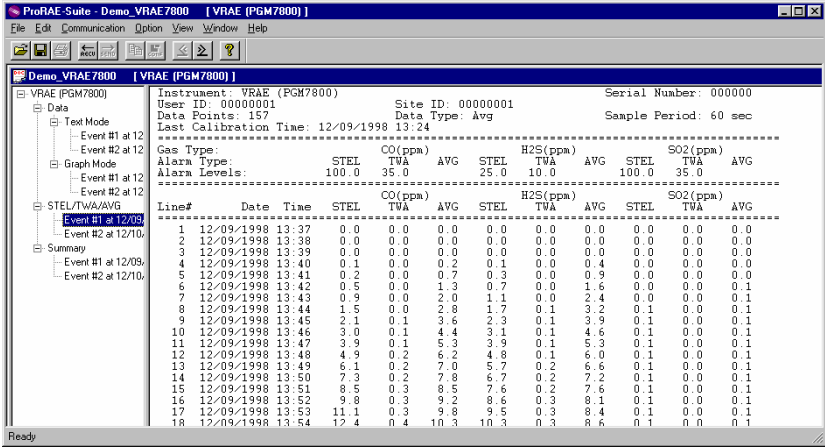 ProRAE-Suite - Demo_VRAE7800 [ VRAE (PGM7800) ]
File Edit Communication Option View Window Help
RECV SEND
Demo_VRAE7800 [ VRAE (PGM7800) ]
VRAE (PGM7800)
Data
Text Mode
Event #1 at 12
Event #2 at 12
Graph Mode
Event #1 at 12
Event #2 at 12
STEL/TWA/AVG
Event #1 at 12/09/
Event #2 at 12/10/
Summary
Event #1 at 12/09/
Event #2 at 12/10/
Instrument: VRAE (PGM7800) Serial Number: 000000
User ID: 00000001 Site ID: 00000001
Data Points: 157 Data Type: Avg Sample Period: 60 sec
Last Calibration Time: 12/09/1998 13:24
Gas Type: CO(ppm) H2S(ppm) SO2(ppm)
Alarm Type: STEL TWA AVG STEL TWA AVG STEL TWA AVG
Alarm Levels: 100.0 35.0 25.0 10.0 100.0 35.0
CO(ppm) H2S(ppm) SO2(ppm)
Line# Date Time STEL TWA AVG STEL TWA AVG STEL TWA AVG
1 12/09/1998 13:37 0.0 0.0 0.0 0.0 0.0 0.0 0.0 0.0 0.0
2 12/09/1998 13:38 0.0 0.0 0.0 0.0 0.0 0.0 0.0 0.0 0.0
3 12/09/1998 13:39 0.0 0.0 0.0 0.0 0.0 0.0 0.0 0.0 0.0
4 12/09/1998 13:40 0.1 0.0 0.2 0.1 0.0 0.4 0.0 0.0 0.0
5 12/09/1998 13:41 0.2 0.0 0.7 0.3 0.0 0.9 0.0 0.0 0.0
6 12/09/1998 13:42 0.5 0.0 1.3 0.7 0.0 1.6 0.0 0.0 0.1
7 12/09/1998 13:43 0.9 0.0 2.0 1.1 0.0 2.4 0.0 0.0 0.1
8 12/09/1998 13:44 1.5 0.0 2.8 1.7 0.1 3.2 0.1 0.0 0.1
9 12/09/1998 13:45 2.1 0.1 3.6 2.3 0.1 3.9 0.1 0.0 0.1
10 12/09/1998 13:46 3.0 0.1 4.4 3.1 0.1 4.6 0.1 0.0 0.1
11 12/09/1998 13:47 3.9 0.1 5.3 3.9 0.1 5.3 0.1 0.0 0.1
12 12/09/1998 13:48 4.9 0.2 6.2 4.8 0.1 6.0 0.1 0.0 0.1
13 12/09/1998 13:49 6.1 0.2 7.0 5.7 0.2 6.6 0.1 0.0 0.1
14 12/09/1998 13:50 7.3 0.2 7.8 6.7 0.2 7.2 0.1 0.0 0.1
15 12/09/1998 13:51 8.5 0.3 8.5 7.6 0.2 7.6 0.1 0.0 0.1
16 12/09/1998 13:52 9.8 0.3 9.2 8.6 0.3 8.1 0.1 0.0 0.1
17 12/09/1998 13:53 11.1 0.3 9.8 9.5 0.3 8.4 0.1 0.0 0.1
18 12/09/1998 13:54 12.4 0.4 10.3 10.3 0.3 8.6 0.1 0.0 0.1
Ready